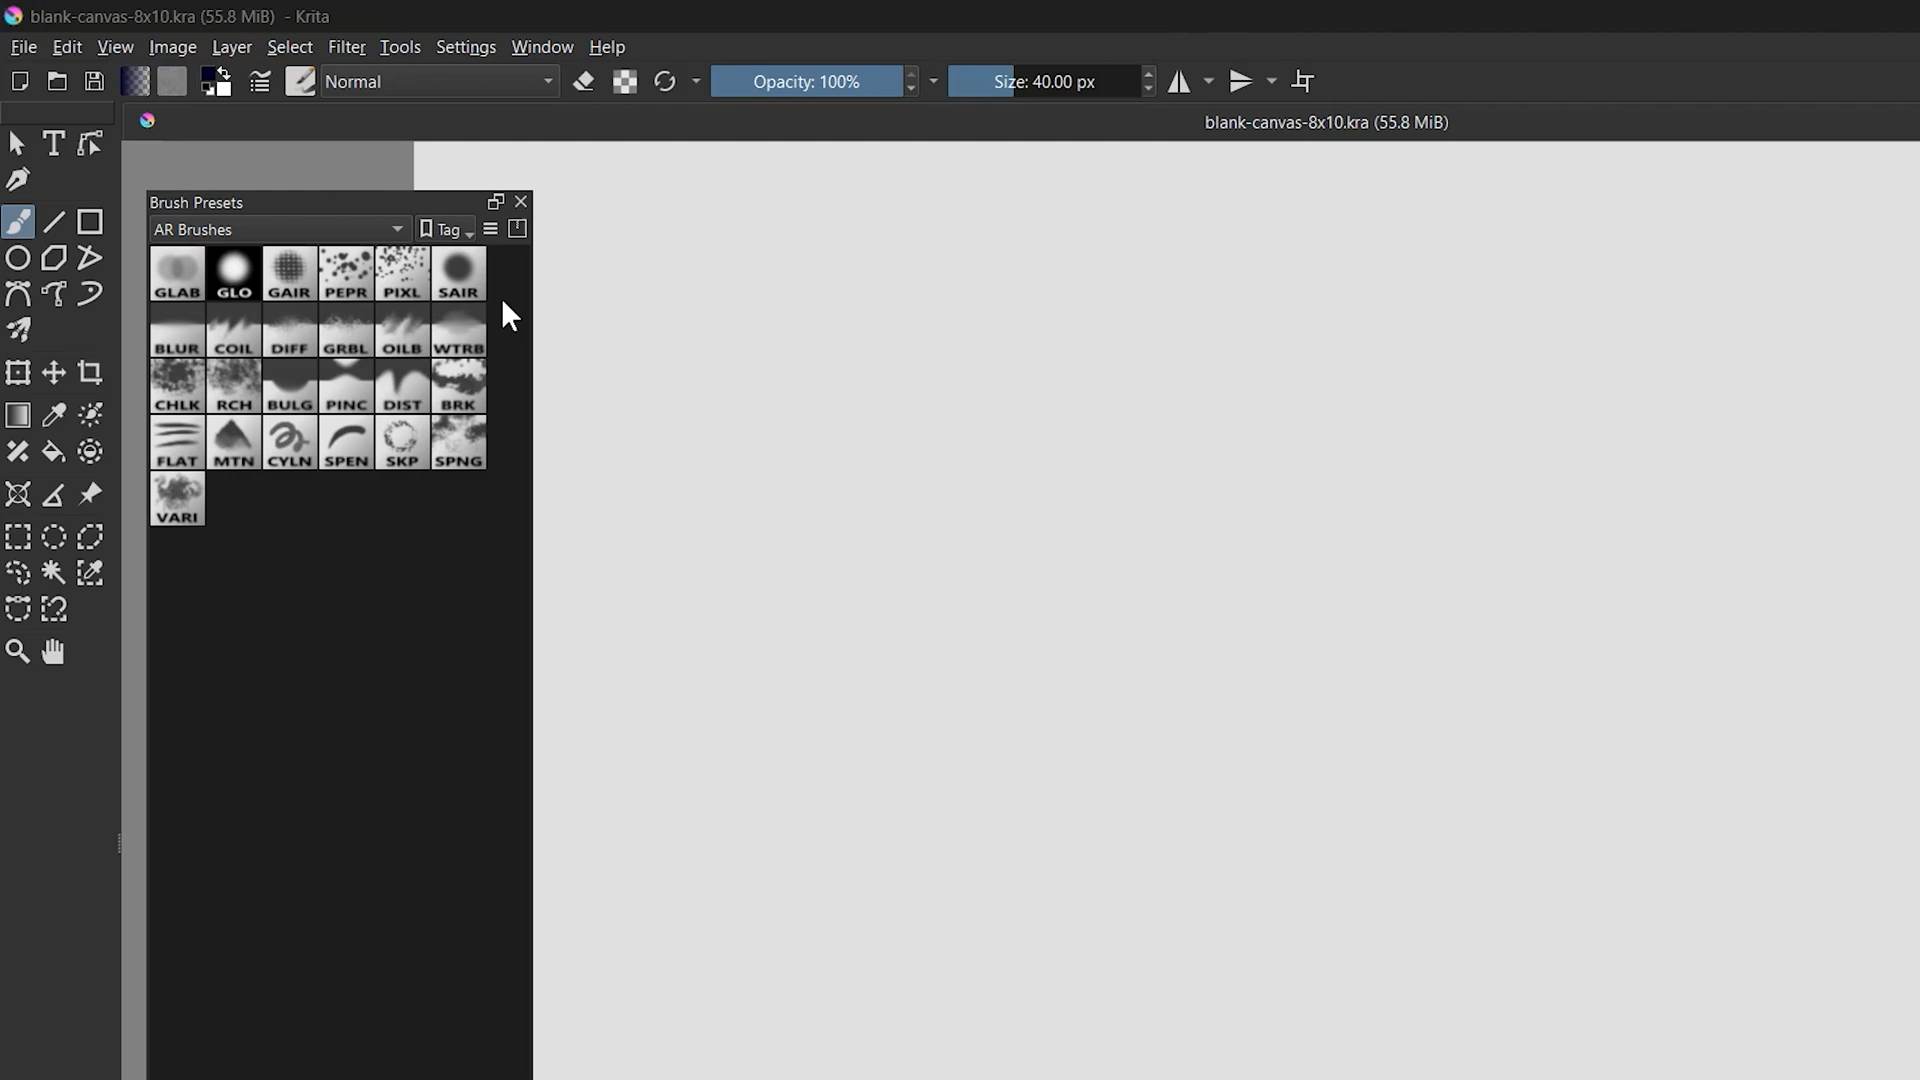 blank-canvas-8x10.kra (55.8 MiB) - Krita
File Edit View Image Layer Select Filter Tools Settings Window Help
Normal Opacity: 100% Size: 40.00 px
blank-canvas-8x10.kra (55.8 MiB)
Brush Presets
AR Brushes Tag
GLAB GLO GAIR PEPR PIXL SAIR
BLUR COIL DIFF GRBL OILB WTRB
CHLK RCH BULG PINC DIST BRK
FLAT MTN CYLN SPEN SKP SPNG
VARI